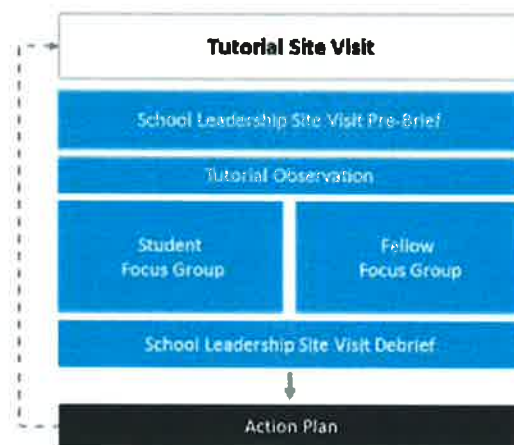 Tutorial Site Visit
School Leadership Site Visit Pre-Brief
Tutorial Observation
Student
Focus Group
Fellow
Focus Group
School Leadership Site Visit Debrief
Action Plan